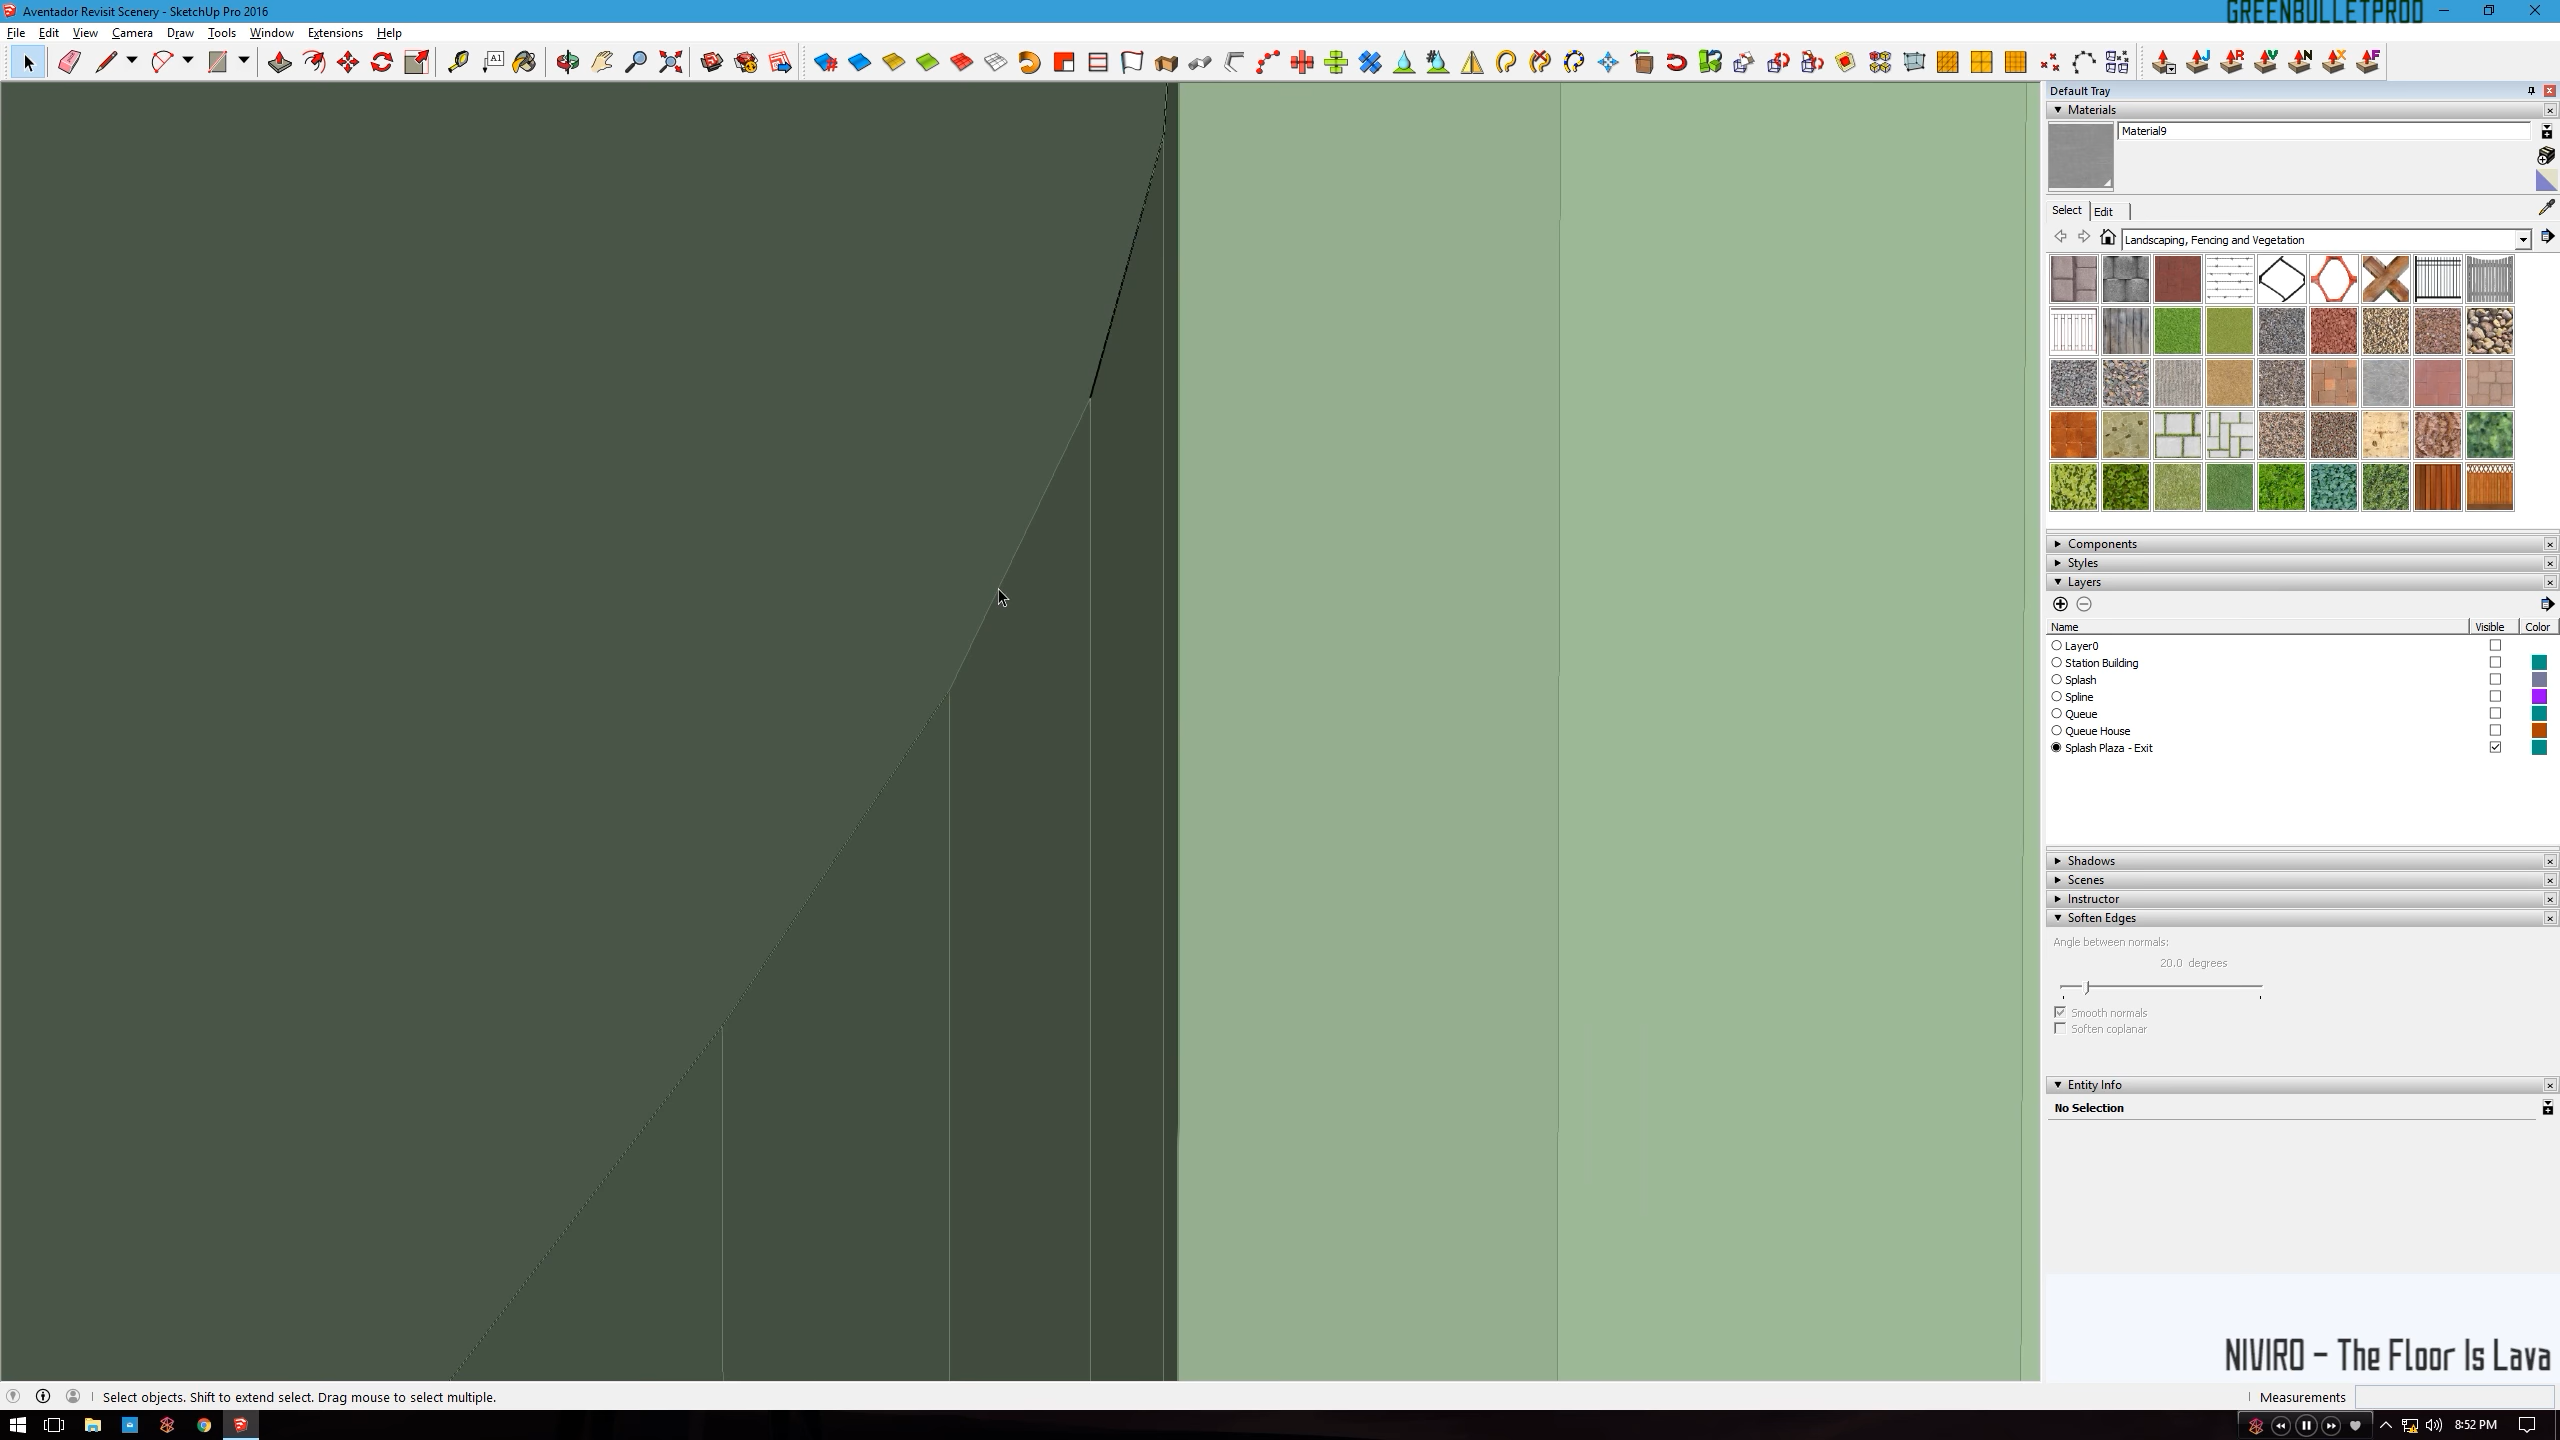 Aventador Revisit Scenery - SketchUp Pro 2016
GREENBULLETPROD
File Edit View Camera Draw Tools Window Extensions Help
A1
J R V N X F
Default Tray
Materials
Material9
Select Edit
Landscaping, Fencing and Vegetation
Components
Styles
Layers
Name Visible Color
Layer0
Station Building
Splash
Spline
Queue
Queue House
Splash Plaza - Exit
Shadows
Scenes
Instructor
Soften Edges
Angle between normals:
20.0 degrees
Smooth normals
Soften coplanar
Entity Info
No Selection
NIVIRO - The Floor Is Lava
Select objects. Shift to extend select. Drag mouse to select multiple.
Measurements
8:52 PM